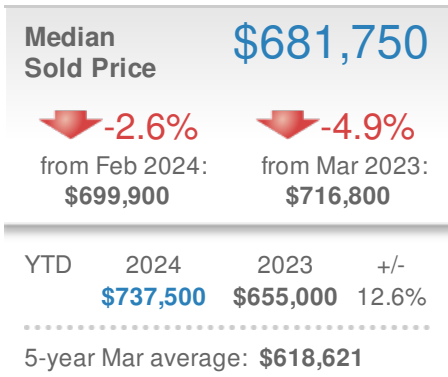 Median
Sold Price
$681,750
-2.6%
from Feb 2024:
$699,900
-4.9%
from Mar 2023:
$716,800
YTD 2024 2023 +/-
$737,500 $655,000 12.6%
5-year Mar average: $618,621